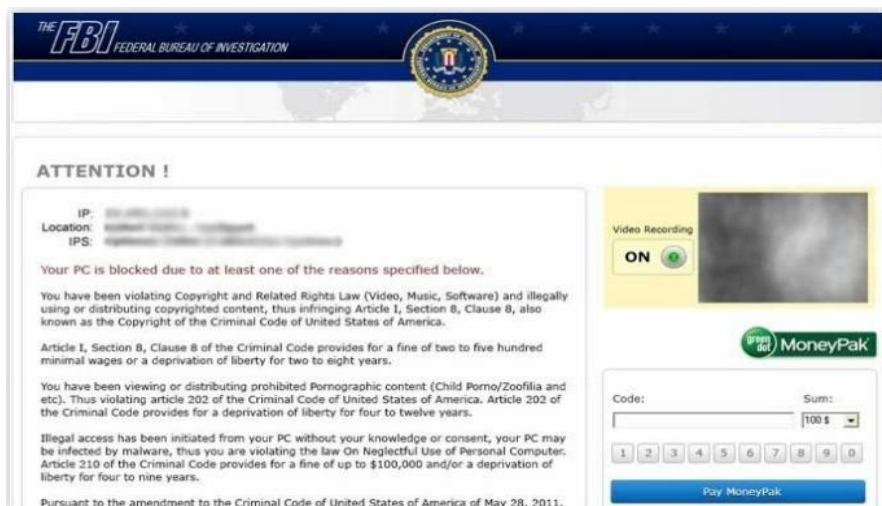 THE
FBI FEDERAL BUREAU OF INVESTIGATION
ATTENTION !
IP:
Location:
IPS:
Your PC is blocked due to at least one of the reasons specified below.
You have been violating Copyright and Related Rights Law (Video, Music, Software) and illegally
using or distributing copyrighted content, thus infringing Article I, Section 8, Clause 8, also
known as the Copyright of the Criminal Code of United States of America.
Article I, Section 8, Clause 8 of the Criminal Code provides for a fine of two to five hundred
minimal wages or a deprivation of liberty for two to eight years.
You have been viewing or distributing prohibited Pornographic content (Child Porno/Zoofilia and
etc). Thus violating article 202 of the Criminal Code of United States of America. Article 202 of
the Criminal Code provides for a deprivation of liberty for four to twelve years.
Illegal access has been initiated from your PC without your knowledge or consent, your PC may
be infected by malware, thus you are violating the law On Neglectful Use of Personal Computer.
Article 210 of the Criminal Code provides for a fine of up to $100,000 and/or a deprivation of
liberty for four to nine years.
Pursuant to the amendment to the Criminal Code of United States of America of May 28, 2011,
Video Recording
ON
green dot MoneyPak
Code: Sum:
100 $
1 2 3 4 5 6 7 8 9 0
Pay MoneyPak